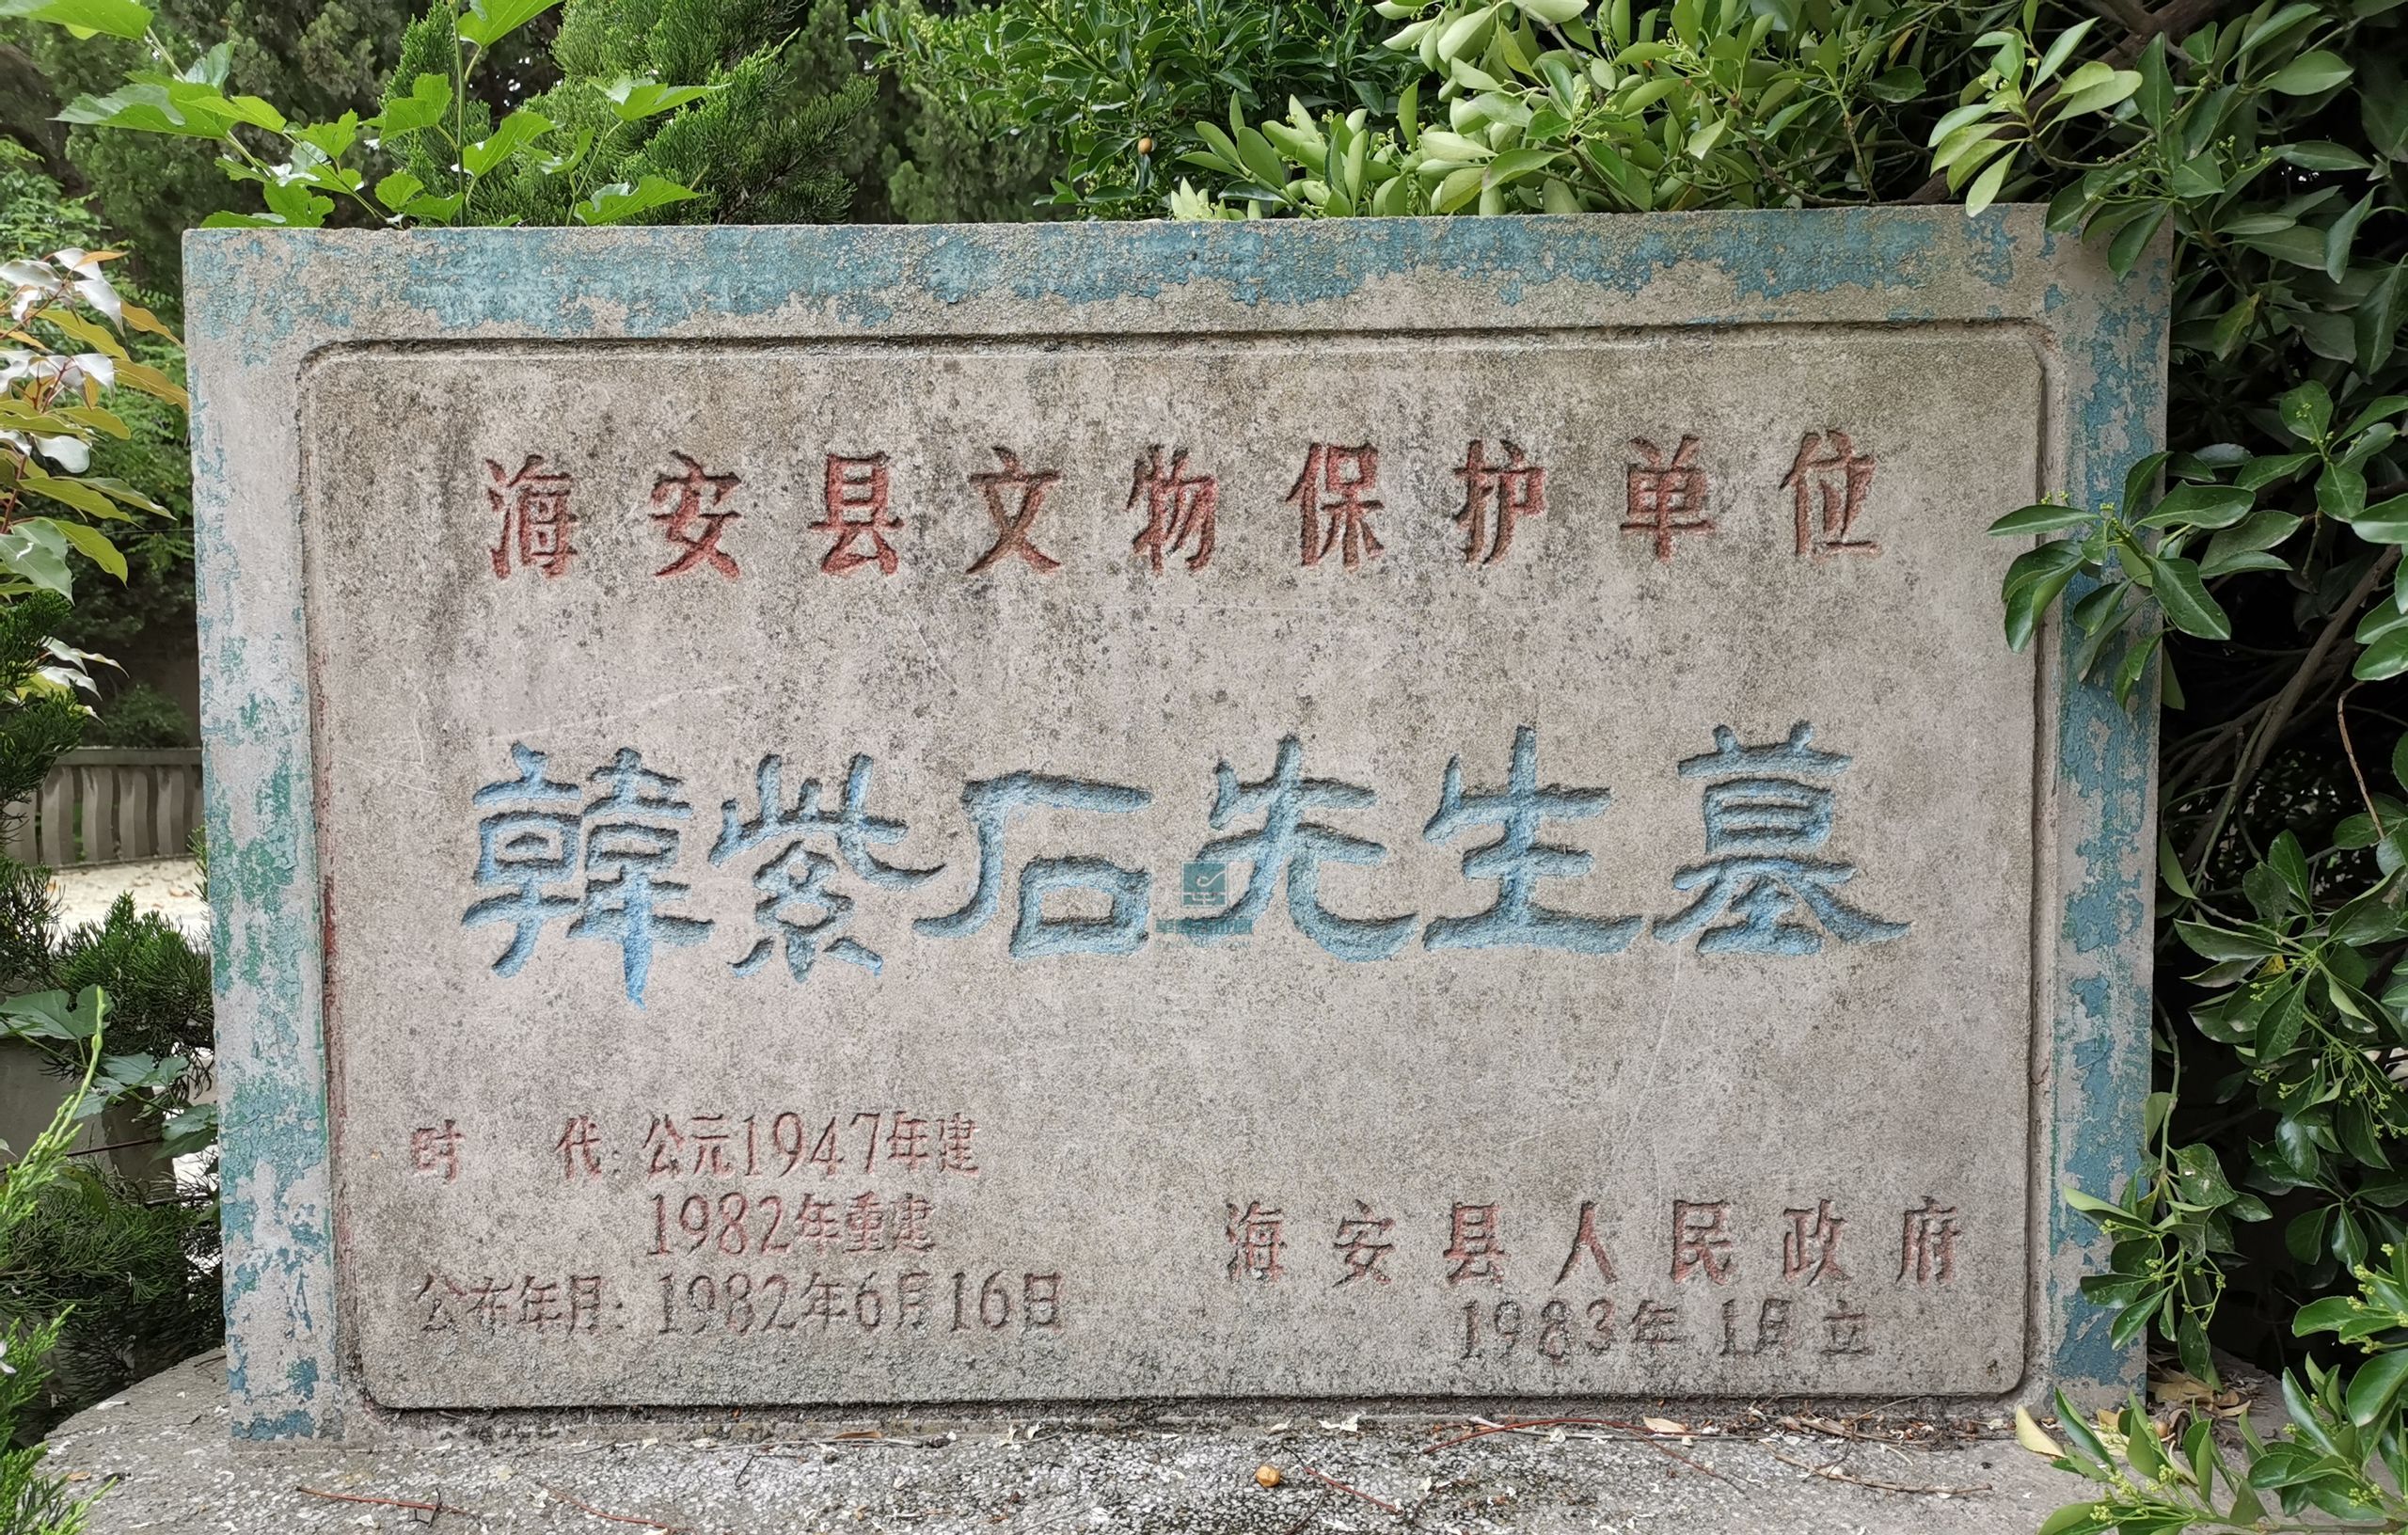 海安县文物保护单位
韓紫石先生墓
时 代:公元1947年建
1982年重建
公布年月:1982年6月16日
海安县人民政府
1983年1月立